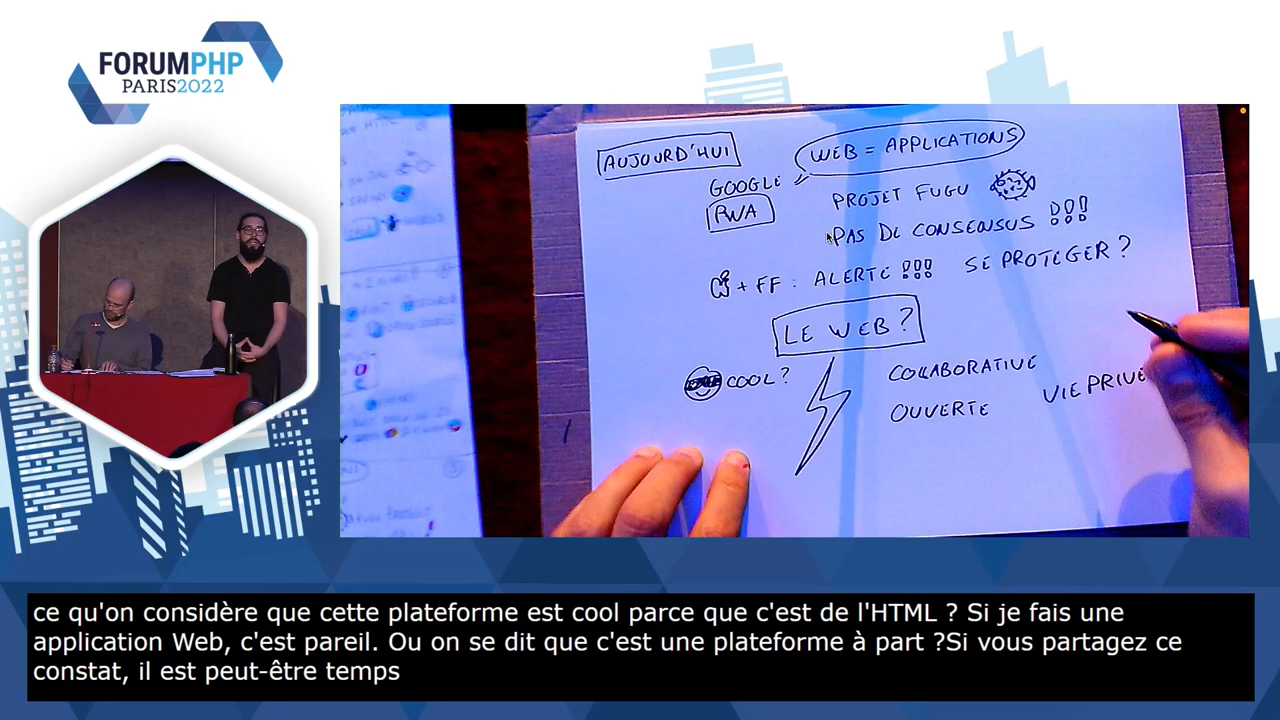 FORUMPHP
PARIS2022
AUJOURD'HUI
WEB = APPLICATIONS
GOOGLE
PWA
PROJET FUGU
PAS DE CONSENSUS !!!
+ FF : ALERTE !!! SE PROTEGER ?
LE WEB ?
COOL ?
COLLABORATIVE
OUVERTE
VIE PRIVÉ
ce qu'on considère que cette plateforme est cool parce que c'est de l'HTML ? Si je fais une
application Web, c'est pareil. Ou on se dit que c'est une plateforme à part ?Si vous partagez ce
constat, il est peut-être temps